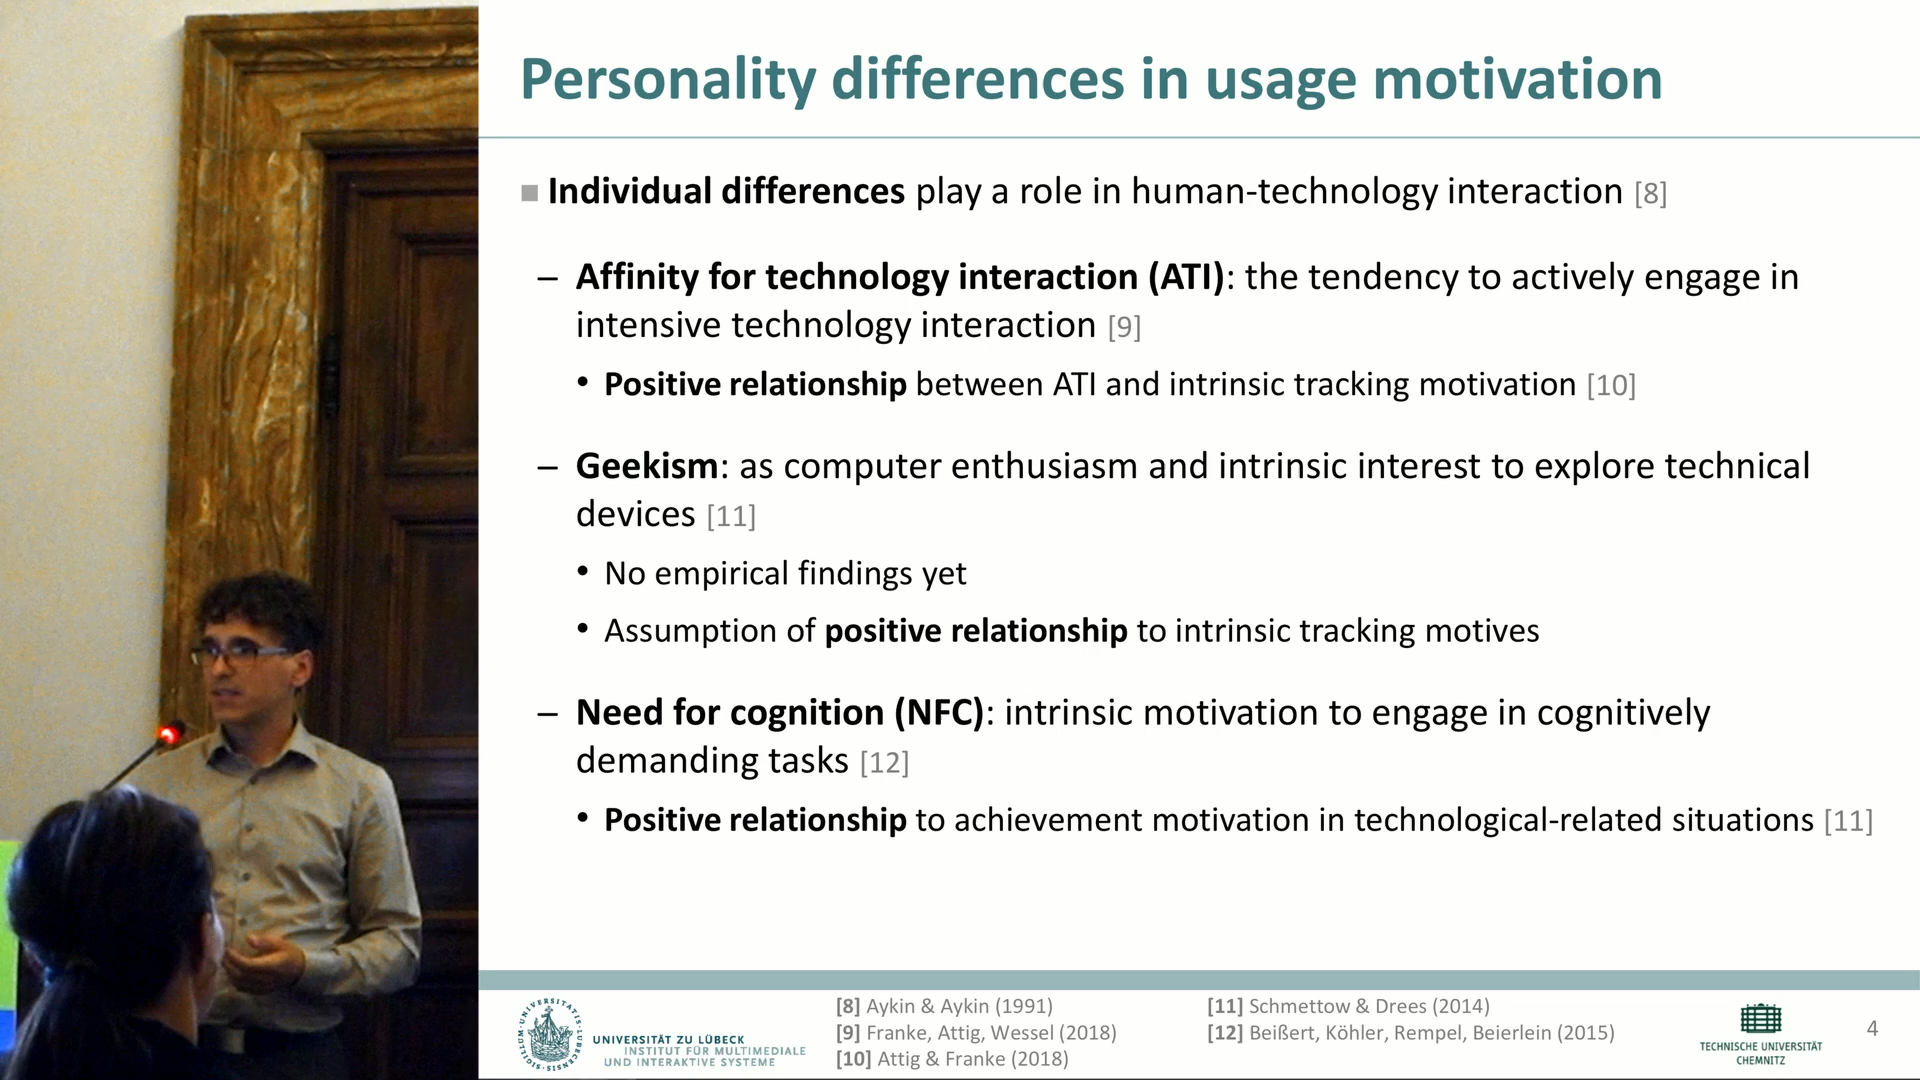 Personality differences in usage motivation
■ Individual differences play a role in human-technology interaction [8]
– Affinity for technology interaction (ATI): the tendency to actively engage in
intensive technology interaction [9]
• Positive relationship between ATI and intrinsic tracking motivation [10]
– Geekism: as computer enthusiasm and intrinsic interest to explore technical
devices [11]
• No empirical findings yet
• Assumption of positive relationship to intrinsic tracking motives
– Need for cognition (NFC): intrinsic motivation to engage in cognitively
demanding tasks [12]
• Positive relationship to achievement motivation in technological-related situations [11]
UNIVERSITÄT ZU LÜBECK
INSTITUT FÜR MULTIMEDIALE
UND INTERAKTIVE SYSTEME
[8] Aykin & Aykin (1991)
[9] Franke, Attig, Wessel (2018)
[10] Attig & Franke (2018)
[11] Schmettow & Drees (2014)
[12] Beißert, Köhler, Rempel, Beierlein (2015)
TECHNISCHE UNIVERSITÄT
CHEMNITZ
4